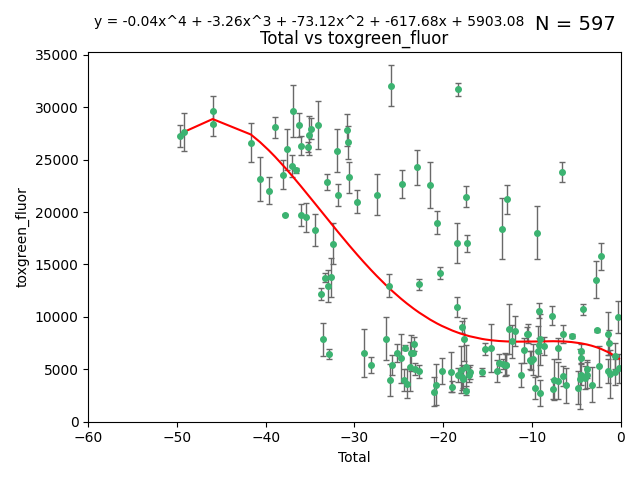 y = -0.04x^4 + -3.26x^3 + -73.12x^2 + -617.68x + 5903.08 N = 597
Total vs toxgreen_fluor
35000
30000
25000
20000
15000
10000
5000
0
toxgreen_fluor
−60 −50 −40 −30 −20 −10 0
Total